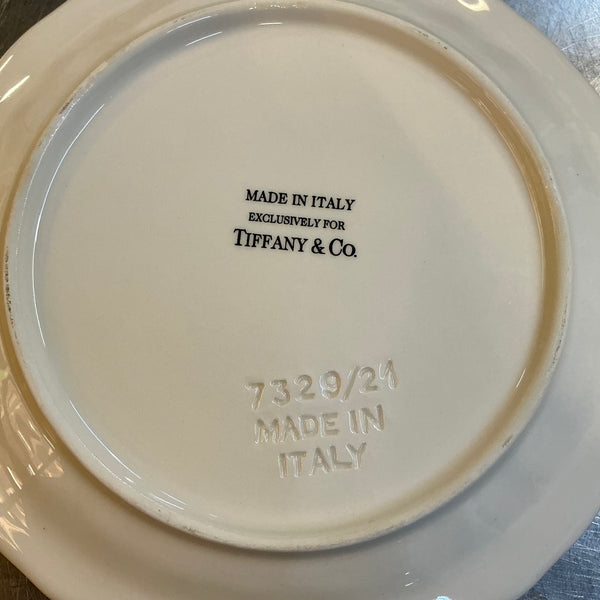 MADE IN ITALY
EXCLUSIVELY FOR
TIFFANY & CO.
7329/21
MADE IN
ITALY